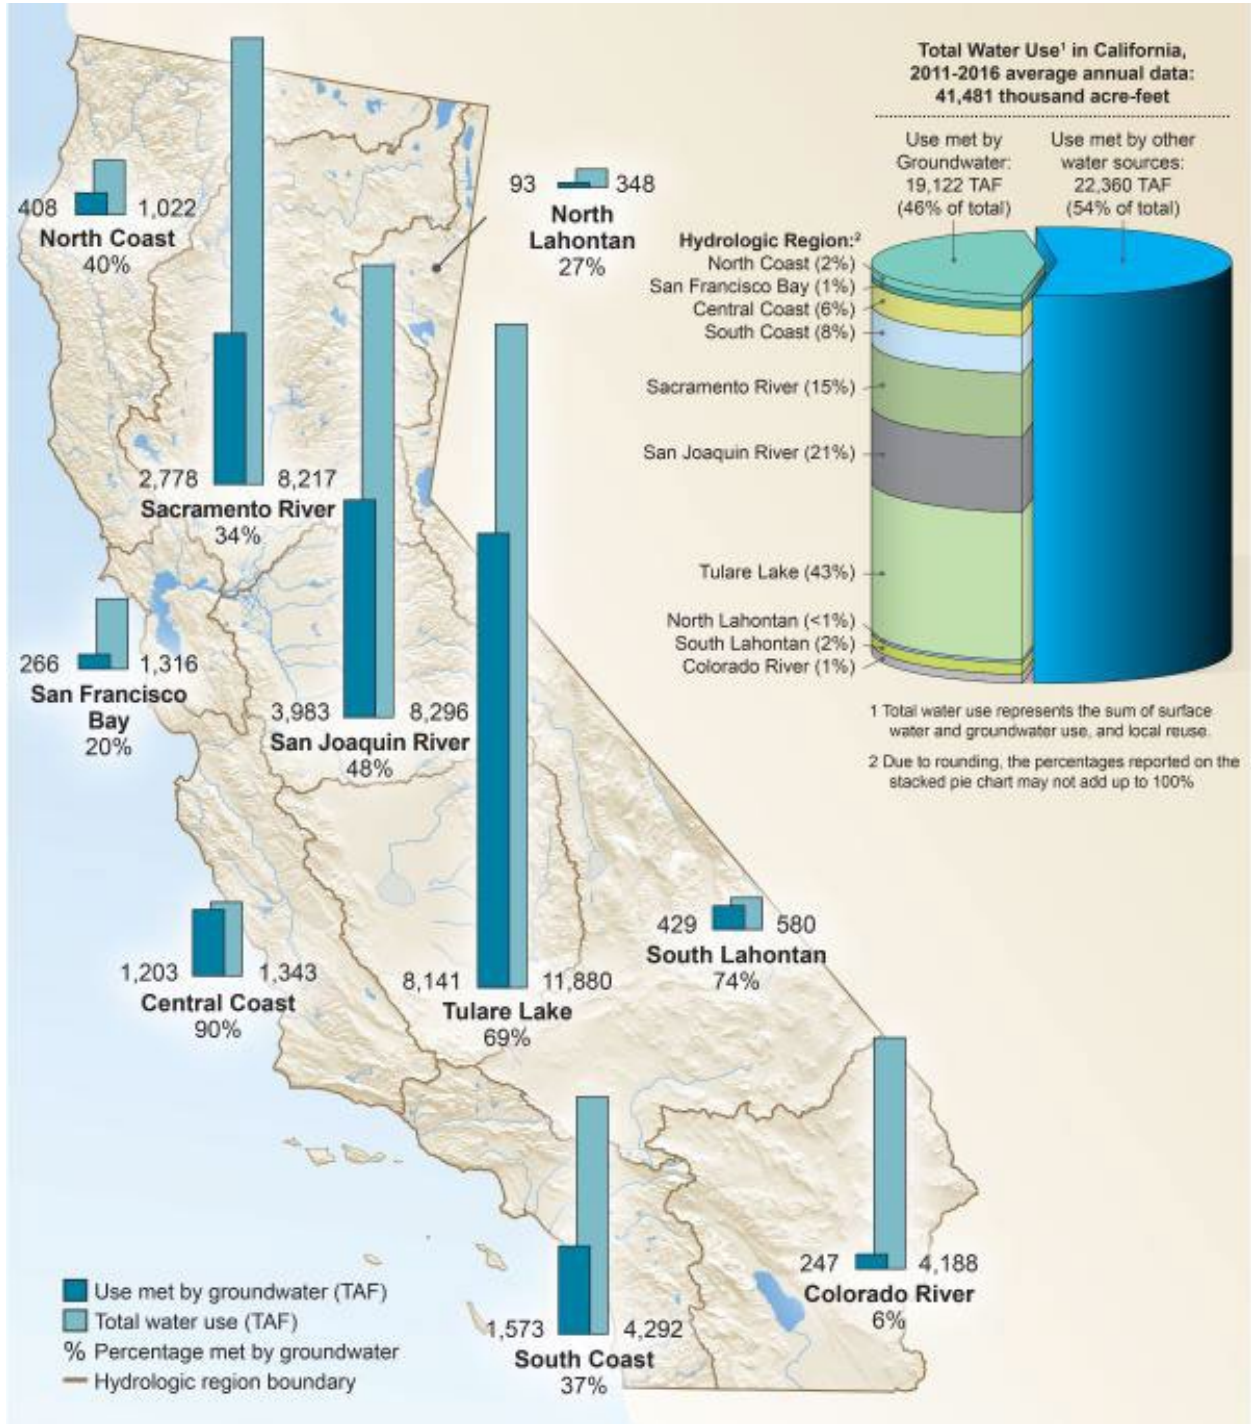 Total Water Use1 in California,
2011-2016 average annual data:
41,481 thousand acre-feet
Use met by
Groundwater:
19,122 TAF
(46% of total)
Use met by other
water sources:
22,360 TAF
(54% of total)
Hydrologic Region:2
North Coast (2%)
San Francisco Bay (1%)
Central Coast (6%)
South Coast (8%)
Sacramento River (15%)
San Joaquin River (21%)
Tulare Lake (43%)
North Lahontan (<1%)
South Lahontan (2%)
Colorado River (1%)
1 Total water use represents the sum of surface
water and groundwater use, and local reuse.
2 Due to rounding, the percentages reported on the
stacked pie chart may not add up to 100%
408 1,022
North Coast
40%
93 348
North
Lahontan
27%
2,778 8,217
Sacramento River
34%
266 1,316
San Francisco
Bay
20%
3,983 8,296
San Joaquin River
48%
1,203 1,343
Central Coast
90%
8,141 11,880
Tulare Lake
69%
429 580
South Lahontan
74%
247 4,188
Colorado River
6%
1,573 4,292
South Coast
37%
Use met by groundwater (TAF)
Total water use (TAF)
% Percentage met by groundwater
Hydrologic region boundary